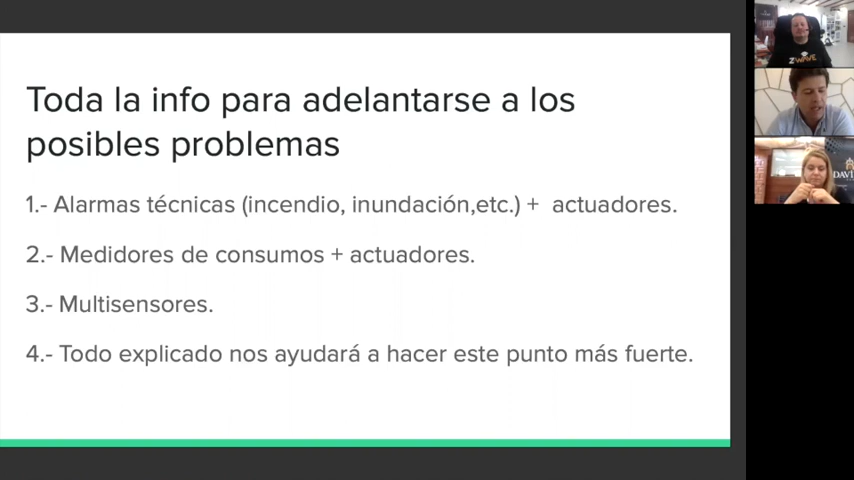 Toda la info para adelantarse a los
posibles problemas
1.- Alarmas técnicas (incendio, inundación,etc.) + actuadores.
2.- Medidores de consumos + actuadores.
3.- Multisensores.
4.- Todo explicado nos ayudará a hacer este punto más fuerte.
Z WAVE